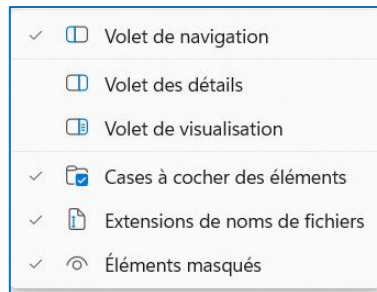 Volet de navigation
Volet des détails
Volet de visualisation
Cases à cocher des éléments
Extensions de noms de fichiers
Éléments masqués